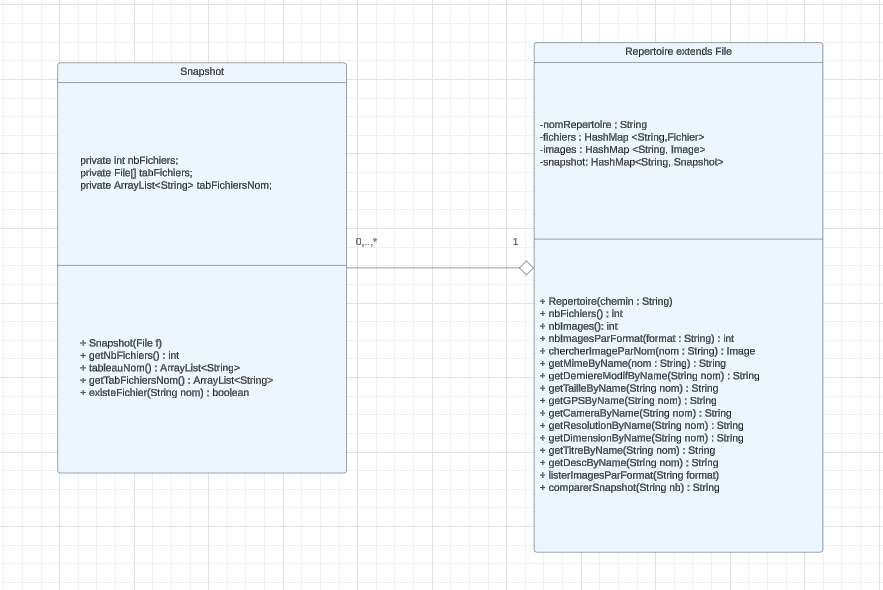 Snapshot
private int nbFichiers;
private File[] tabFichiers;
private ArrayList<String> tabFichiersNom;
+ Snapshot(File f)
+ getNbFichiers() : int
+ tableauNom() : ArrayList<String>
+ getTabFichiersNom() : ArrayList<String>
+ existeFichier(String nom) : boolean
0,..,*
1
Repertoire extends File
-nomRepertoire : String
-fichiers : HashMap <String,Fichier>
-images : HashMap <String, Image>
-snapshot: HashMap<String, Snapshot>
+ Repertoire(chemin : String)
+ nbFichiers() : int
+ nbImages(): int
+ nbImagesParFormat(format : String) : int
+ chercherImageParNom(nom : String) : Image
+ getMimeByName(nom : String) : String
+ getDerniereModifByName(String nom) : String
+ getTailleByName(String nom) : String
+ getGPSByName(String nom) : String
+ getCameraByName(String nom) : String
+ getResolutionByName(String nom) : String
+ getDimensionByName(String nom) : String
+ getTitreByName(String nom) : String
+ getDescByName(String nom) : String
+ listerImagesParFormat(String format)
+ comparerSnapshot(String nb) : String